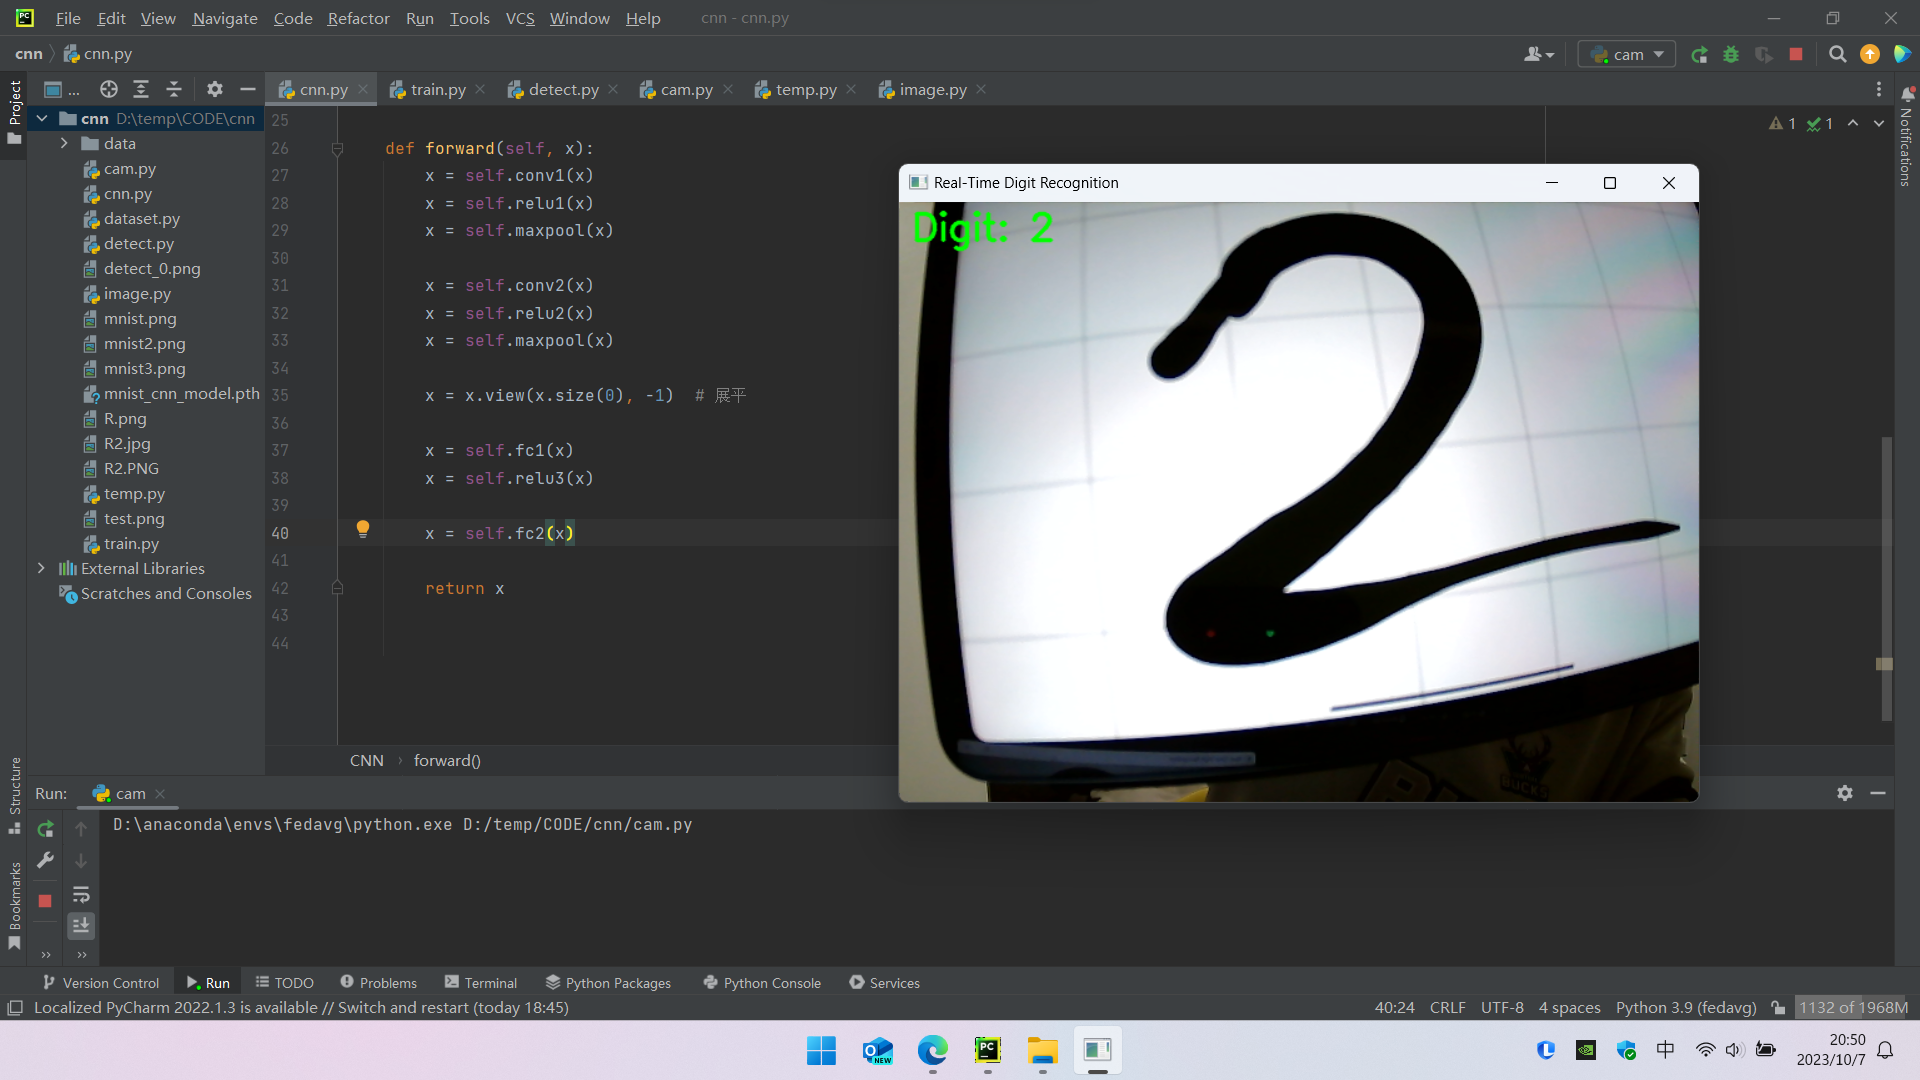 File Edit View Navigate Code Refactor Run Tools VCS Window Help cnn - cnn.py
cnn cnn.py cam
Project ... cnn.py train.py detect.py cam.py temp.py image.py
cnn D:\temp\CODE\cnn
data
cam.py
cnn.py
dataset.py
detect.py
detect_0.png
image.py
mnist.png
mnist2.png
mnist3.png
mnist_cnn_model.pth
R.png
R2.jpg
R2.PNG
temp.py
test.png
train.py
External Libraries
Scratches and Consoles
25
26 def forward(self, x):
27 x = self.conv1(x)
28 x = self.relu1(x)
29 x = self.maxpool(x)
30
31 x = self.conv2(x)
32 x = self.relu2(x)
33 x = self.maxpool(x)
34
35 x = x.view(x.size(0), -1) # 展平
36
37 x = self.fc1(x)
38 x = self.relu3(x)
39
40 x = self.fc2(x)
41
42 return x
43
44
1 1
Notifications
CNN forward()
Real-Time Digit Recognition
Digit: 2
2
BUCKS
Structure
Bookmarks
Run: cam
D:\anaconda\envs\fedavg\python.exe D:/temp/CODE/cnn/cam.py
Version Control Run TODO Problems Terminal Python Packages Python Console Services
Localized PyCharm 2022.1.3 is available // Switch and restart (today 18:45) 40:24 CRLF UTF-8 4 spaces Python 3.9 (fedavg) 1132 of 1968M
NEW PC 中 20:50
2023/10/7